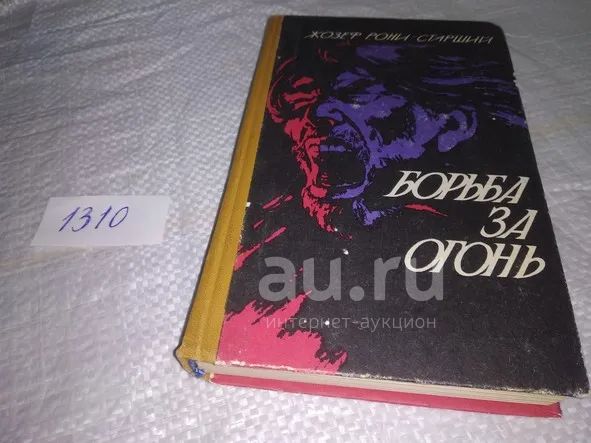 ЖОЗЕФ РОНИ СТАРШИЙ
БОРЬБА
ЗА
ОГОНЬ
1310
au.ru
интернет-аукцион